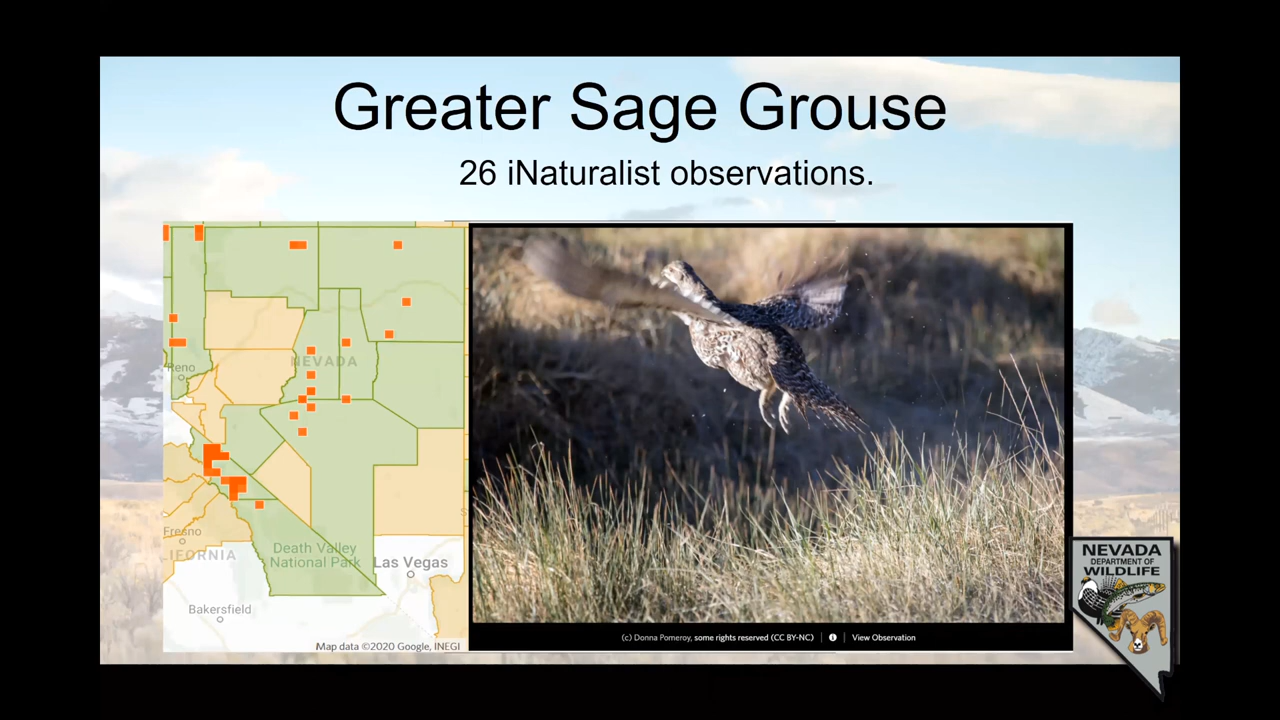 Greater Sage Grouse
26 iNaturalist observations.
NEVADA
Reno
Fresno
IFORNIA
Death Valley
National Park
Las Vegas
Bakersfield
Map data ©2020 Google, INEGI
(c) Donna Pomeroy, some rights reserved (CC BY-NC)
View Observation
NEVADA
DEPARTMENT OF
WILDLIFE